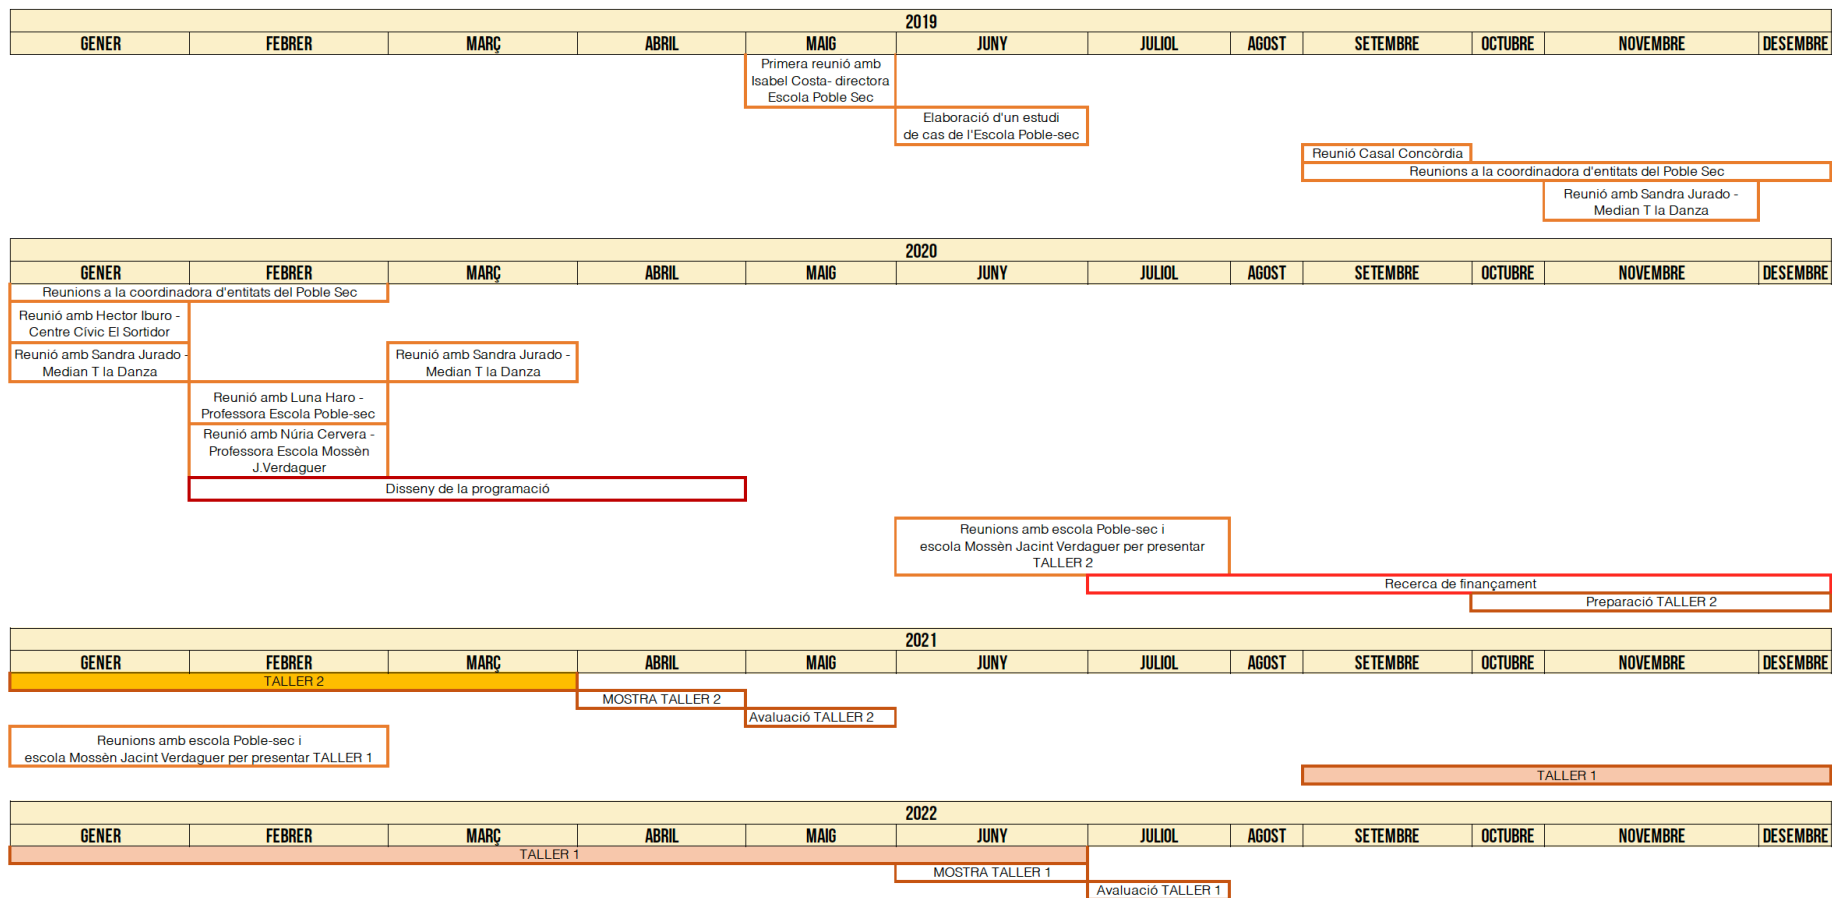 2019
GENER FEBRER MARÇ ABRIL MAIG JUNY JULIOL AGOST SETEMBRE OCTUBRE NOVEMBRE DESEMBRE
Primera reunió amb
Isabel Costa- directora
Escola Poble Sec
Elaboració d'un estudi
de cas de l'Escola Poble-sec
Reunió Casal Concòrdia
Reunions a la coordinadora d'entitats del Poble Sec
Reunió amb Sandra Jurado -
Median T la Danza
2020
GENER FEBRER MARÇ ABRIL MAIG JUNY JULIOL AGOST SETEMBRE OCTUBRE NOVEMBRE DESEMBRE
Reunions a la coordinadora d'entitats del Poble Sec
Reunió amb Hector Iburo -
Centre Cívic El Sortidor
Reunió amb Sandra Jurado -
Median T la Danza
Reunió amb Sandra Jurado -
Median T la Danza
Reunió amb Luna Haro -
Professora Escola Poble-sec
Reunió amb Núria Cervera -
Professora Escola Mossèn
J.Verdaguer
Disseny de la programació
Reunions amb escola Poble-sec i
escola Mossèn Jacint Verdaguer per presentar
TALLER 2
Recerca de finançament
Preparació TALLER 2
2021
GENER FEBRER MARÇ ABRIL MAIG JUNY JULIOL AGOST SETEMBRE OCTUBRE NOVEMBRE DESEMBRE
TALLER 2
MOSTRA TALLER 2
Avaluació TALLER 2
Reunions amb escola Poble-sec i
escola Mossèn Jacint Verdaguer per presentar TALLER 1
TALLER 1
2022
GENER FEBRER MARÇ ABRIL MAIG JUNY JULIOL AGOST SETEMBRE OCTUBRE NOVEMBRE DESEMBRE
TALLER 1
MOSTRA TALLER 1
Avaluació TALLER 1